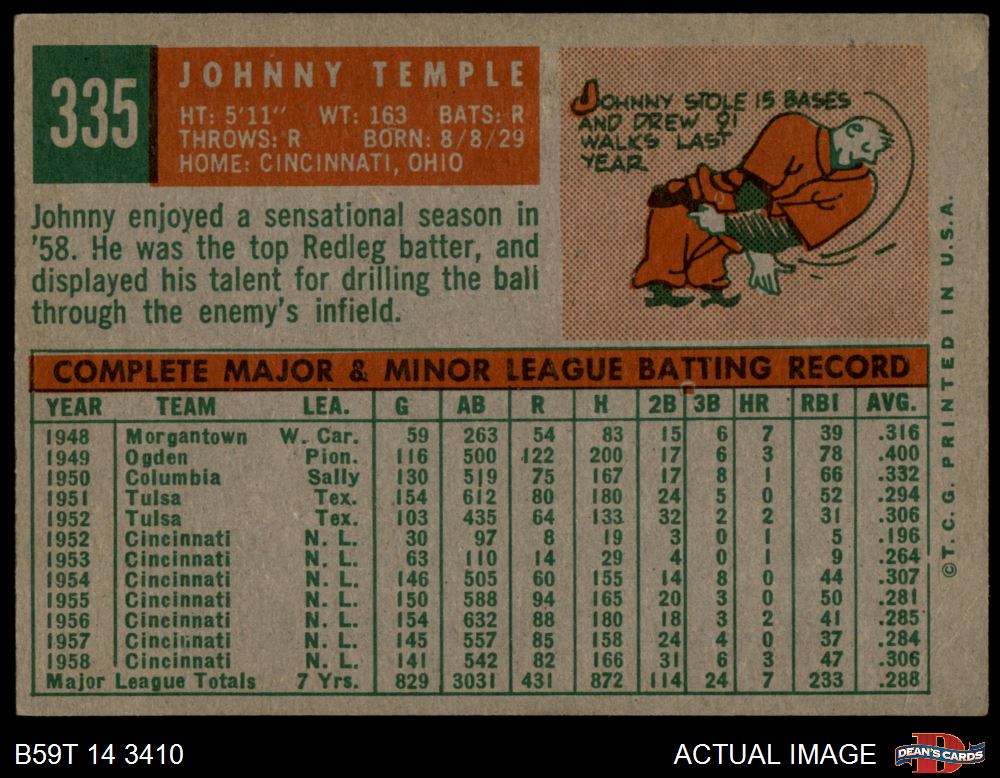 335
JOHNNY TEMPLE
HT: 5'11" WT: 163 BATS: R
THROWS: R BORN: 8/8/29
HOME: CINCINNATI, OHIO
Johnny enjoyed a sensational season in
'58. He was the top Redleg batter, and
displayed his talent for drilling the ball
through the enemy's infield.
JOHNNY STOLE 15 BASES
AND DREW 91
WALKS LAST
YEAR
COMPLETE MAJOR & MINOR LEAGUE BATTING RECORD
YEAR TEAM LEA. G AB R H 2B 3B HR RBI AVG.
1948 Morgantown W. Car. 59 263 54 83 15 6 7 39 .316
1949 Ogden Pion. 116 500 122 200 17 6 3 78 .400
1950 Columbia Sally 130 519 75 167 17 8 1 66 .332
1951 Tulsa Tex. 154 612 80 180 24 5 0 52 .294
1952 Tulsa Tex. 103 435 64 133 32 2 2 31 .306
1952 Cincinnati N. L. 30 97 8 19 3 0 1 5 .196
1953 Cincinnati N. L. 63 110 14 29 4 0 1 9 .264
1954 Cincinnati N. L. 146 505 60 155 14 8 0 44 .307
1955 Cincinnati N. L. 150 588 94 165 20 3 0 50 .281
1956 Cincinnati N. L. 154 632 88 180 18 3 2 41 .285
1957 Cincinnati N. L. 145 557 85 158 24 4 0 37 .284
1958 Cincinnati N. L. 141 542 82 166 31 6 3 47 .306
Major League Totals 7 Yrs. 829 3031 431 872 114 24 7 233 .288
©T. C. G. PRINTED IN U. S. A.
B59T 14 3410
ACTUAL IMAGE
D
DEAN'S CARDS